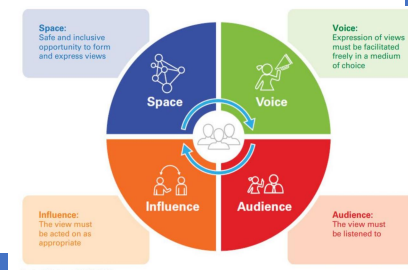 Space:
Safe and inclusive
opportunity to form
and express views
Voice:
Expression of views
must be facilitated
freely in a medium
of choice
Space
Voice
Influence
Audience
Influence:
The view must
be acted on as
appropriate
Audience:
The view must
be listened to